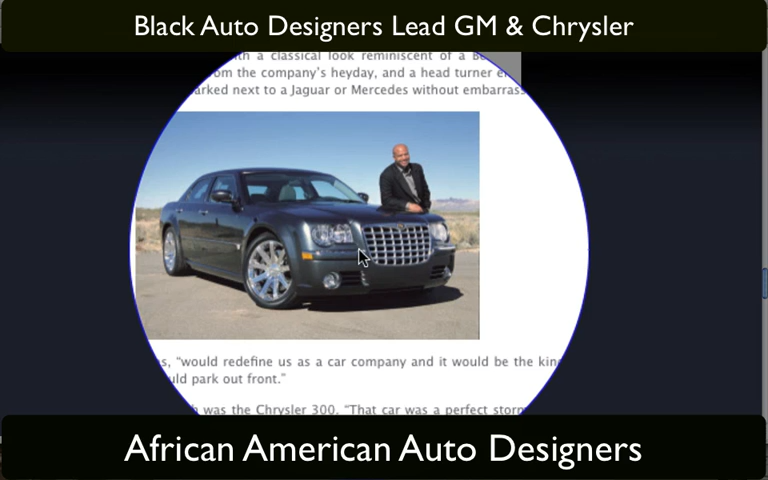 Black Auto Designers Lead GM & Chrysler
a classical look reminiscent of a
the company's heyday, and a head turner
next to a Jaguar or Mercedes without
"would redefine us as a car company and it would be the
park out front."
was the Chrysler 300. "That car was a perfect
African American Auto Designers